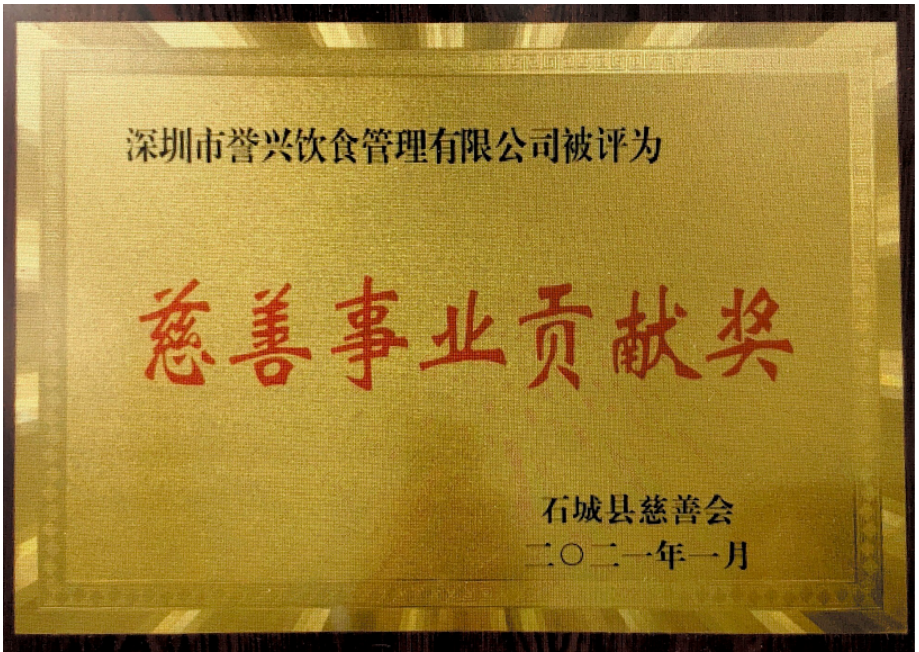 深圳市誉兴饮食管理有限公司被评为
慈善事业贡献奖
石城县慈善会
二〇二一年一月